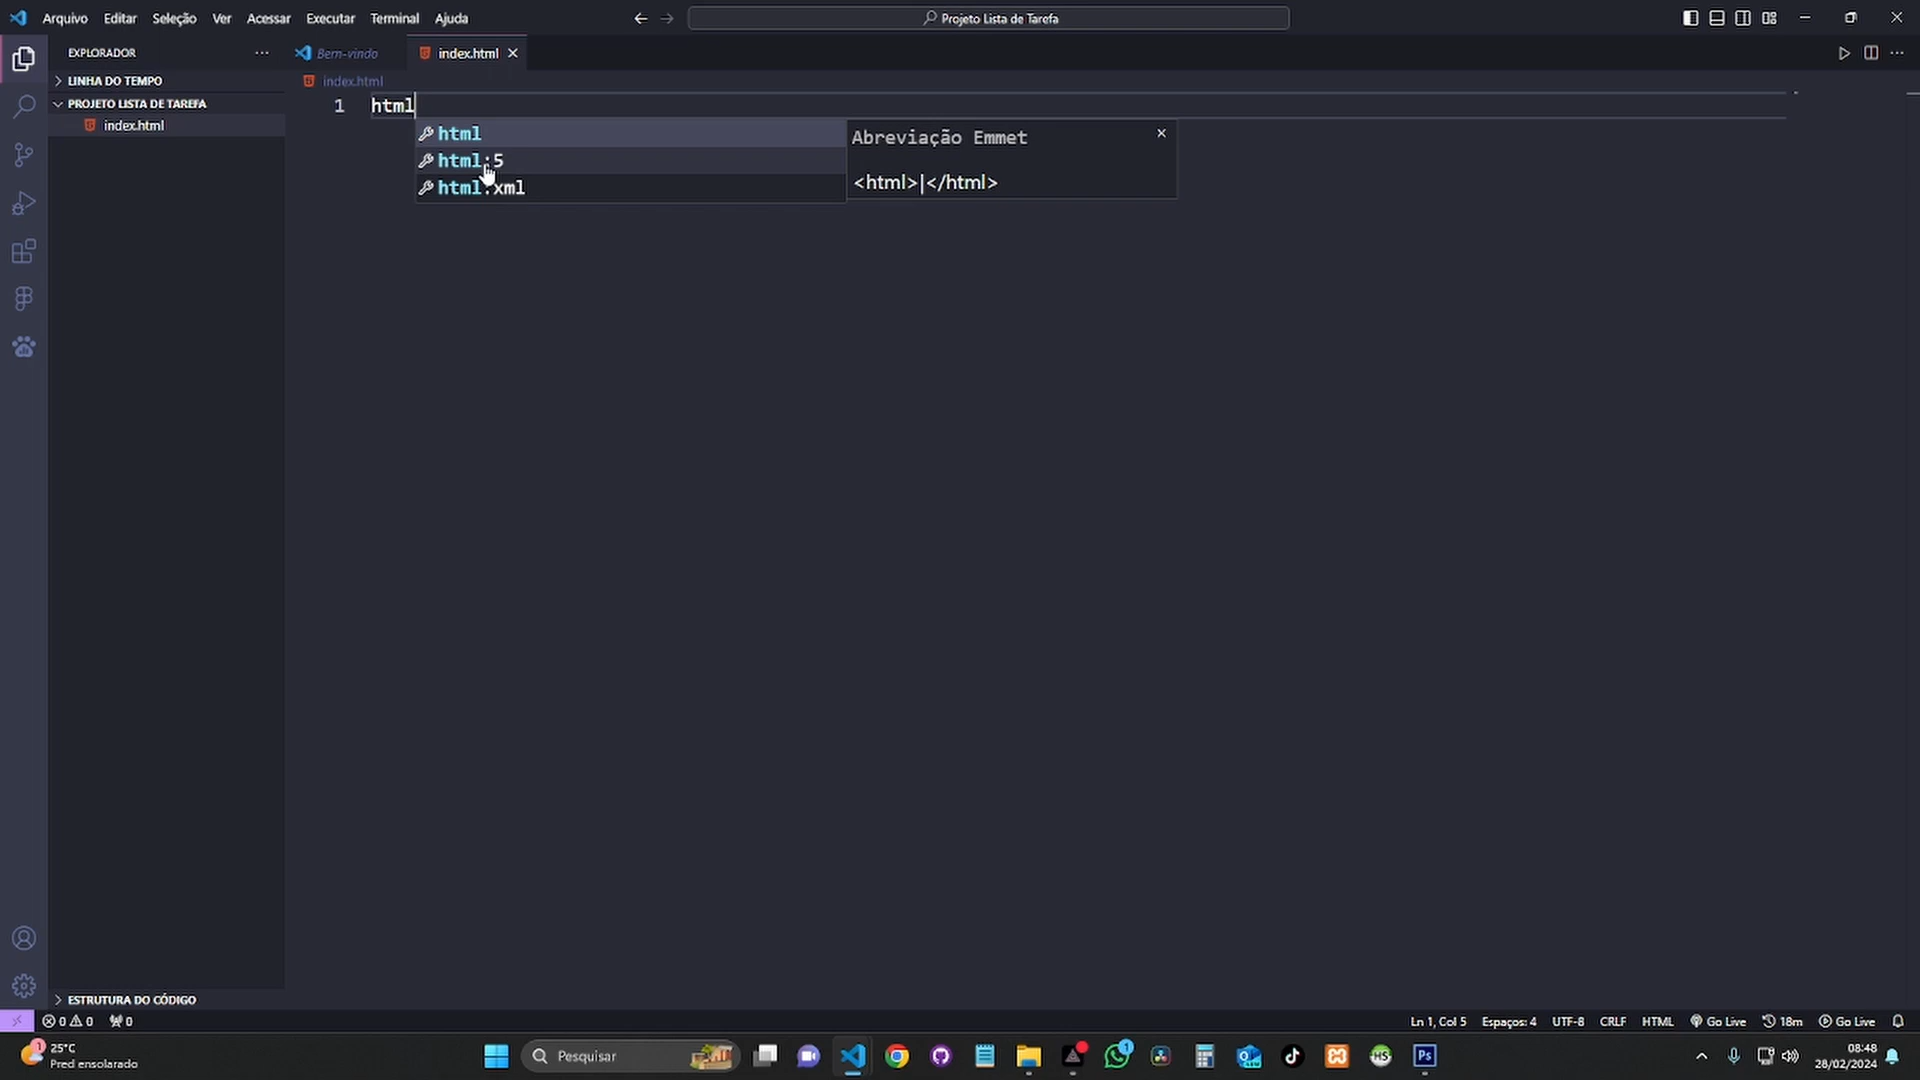 Arquivo Editar Seleção Ver Acessar Executar Terminal Ajuda
Projeto Lista de Tarefa
EXPLORADOR
Bem-vindo
index.html
LINHA DO TEMPO
index.html
PROJETO LISTA DE TAREFA
1 html
index.html
html
Abreviação Emmet
html:5
<html>|</html>
html:xml
ESTRUTURA DO CÓDIGO
0 0 0
Ln 1, Col 5 Espaços: 4 UTF-8 CRLF HTML Go Live 18m Go Live
1
25°C
Pred ensolarado
Pesquisar
1
Ps
08:48
28/02/2024